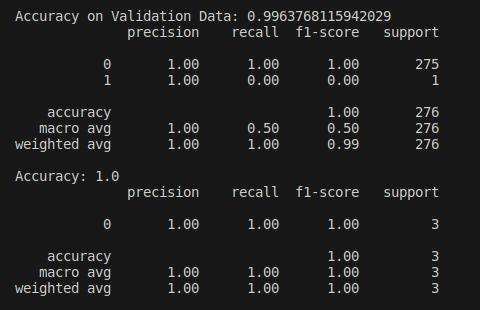 Accuracy on Validation Data: 0.9963768115942029
precision recall f1-score support
0 1.00 1.00 1.00 275
1 1.00 0.00 0.00 1
accuracy 1.00 276
macro avg 1.00 0.50 0.50 276
weighted avg 1.00 1.00 0.99 276
Accuracy: 1.0
precision recall f1-score support
0 1.00 1.00 1.00 3
accuracy 1.00 3
macro avg 1.00 1.00 1.00 3
weighted avg 1.00 1.00 1.00 3